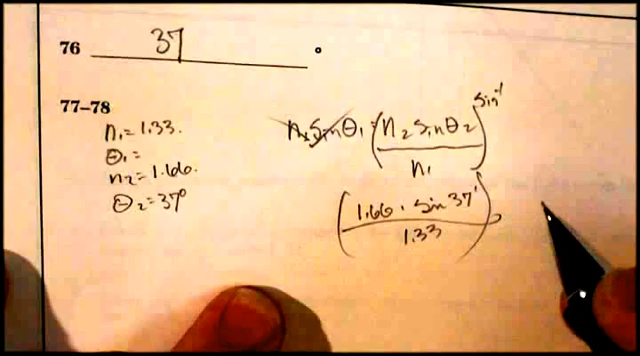 76 37 °
77–78
n₁=1.33.
θ₁=
n₂=1.66.
θ₂=37°
n₁ Sin θ₁ = (n₂ Sin θ₂ / n₁) Sin⁻¹
(1.66 · Sin 37 / 1.33)